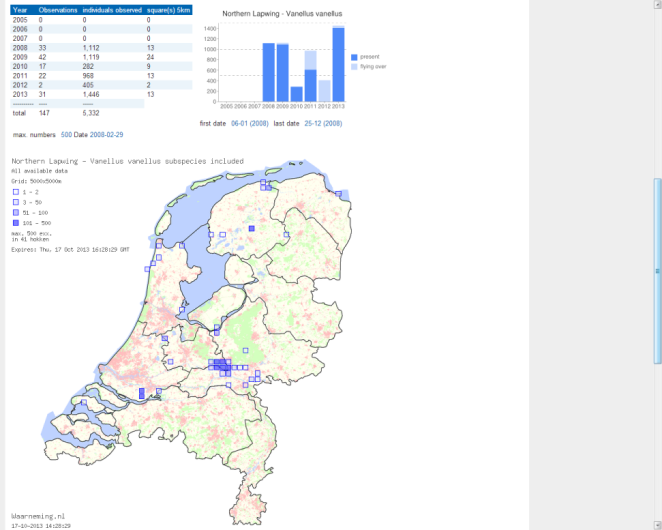 Year Observations individuals observed square(s) 5km
2005 0 0 0
2006 0 0 0
2007 0 0 0
2008 33 1,112 13
2009 42 1,119 24
2010 17 282 9
2011 22 968 13
2012 2 405 2
2013 31 1,446 13
---------- ---- -----
total 147 5,332
max numbers 500 Date 2008-02-29
Northern Lapwing - Vanellus vanellus
1400
1200
1000
800
600
400
200
0
2005 2006 2007 2008 2009 2010 2011 2012 2013
present
flying over
first date 06-01 (2008) last date 25-12 (2008)
Northern Lapwing - Vanellus vanellus subspecies included
All available data
Grid: 5000x5000m
1 - 2
3 - 50
51 - 100
101 - 500
max. 500 ex.
in 41 hokken
Expires: Thu, 17 Oct 2013 16:28:29 GMT
Waarneming.nl
17-10-2013 14:28:29